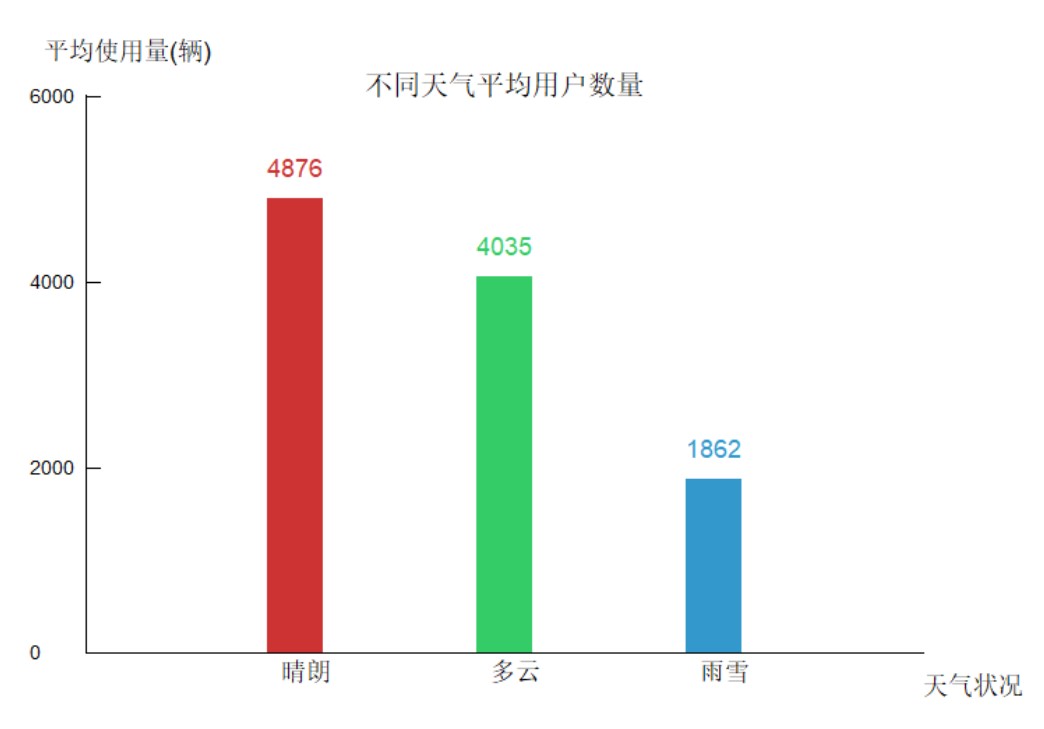 平均使用量(辆)
不同天气平均用户数量
6000
4876
4035
4000
1862
2000
0
晴朗
多云
雨雪
天气状况